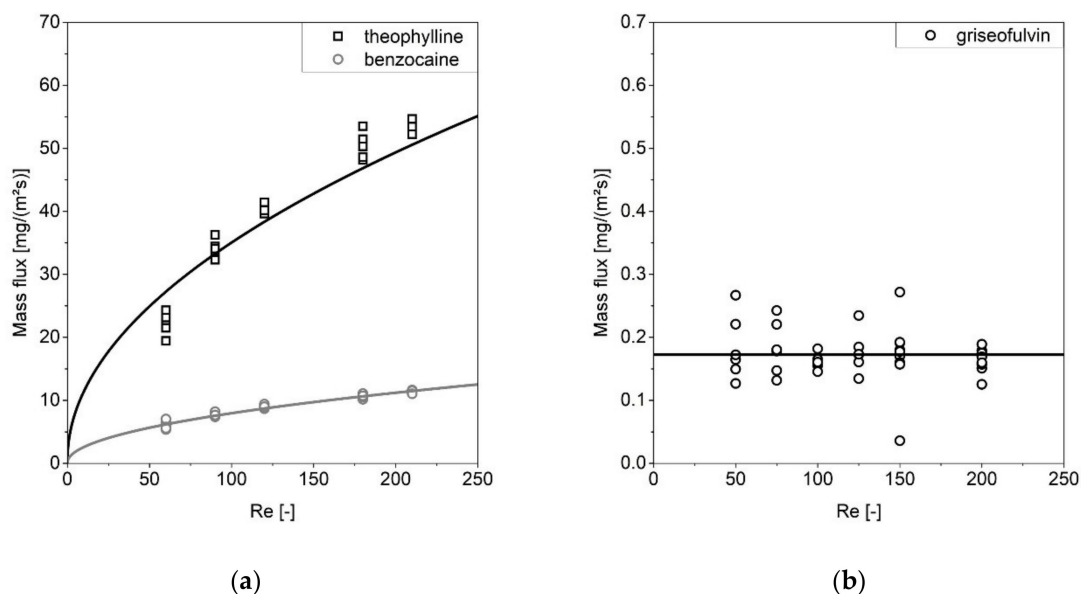 theophylline
benzocaine
Mass flux [mg/(m²s)]
70
60
50
40
30
20
10
0
0 50 100 150 200 250
Re [-]
(a)
griseofulvin
Mass flux [mg/(m²s)]
0.7
0.6
0.5
0.4
0.3
0.2
0.1
0.0
0 50 100 150 200 250
Re [-]
(b)